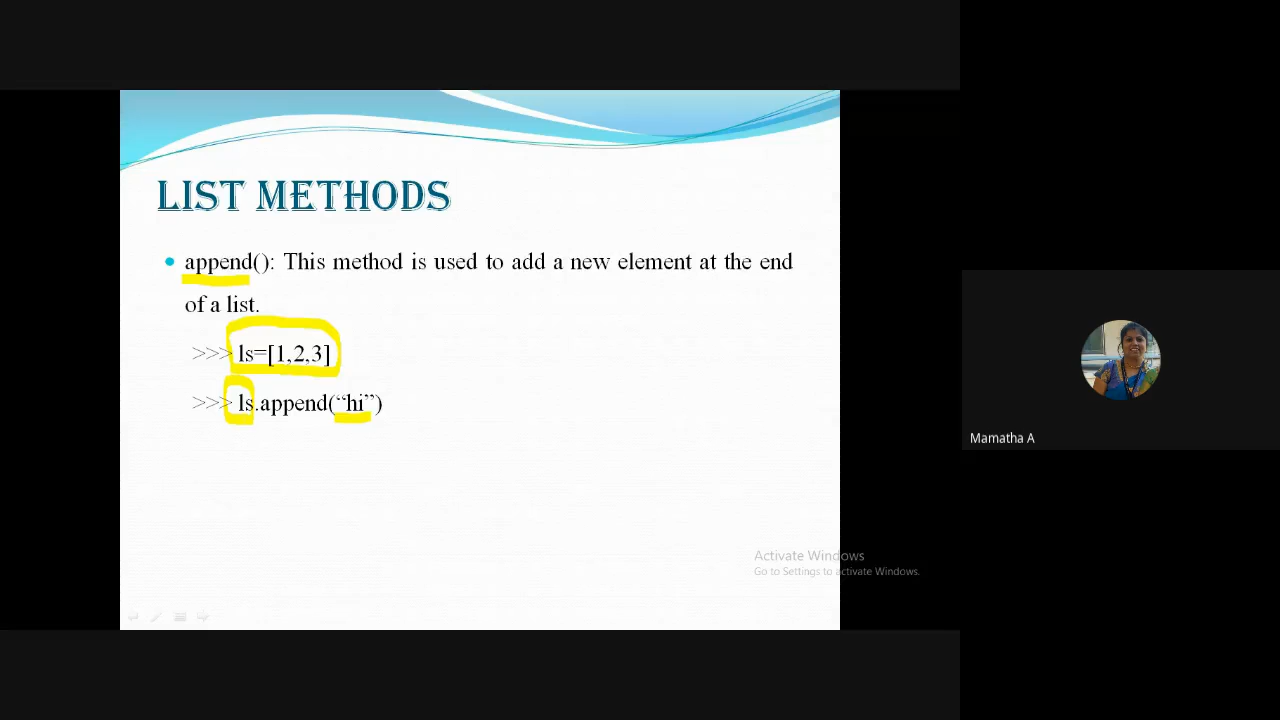 LIST METHODS
append(): This method is used to add a new element at the end
of a list.
>>> ls=[1,2,3]
>>> ls.append(“hi”)
Mamatha A
Activate Windows
Go to Settings to activate Windows.